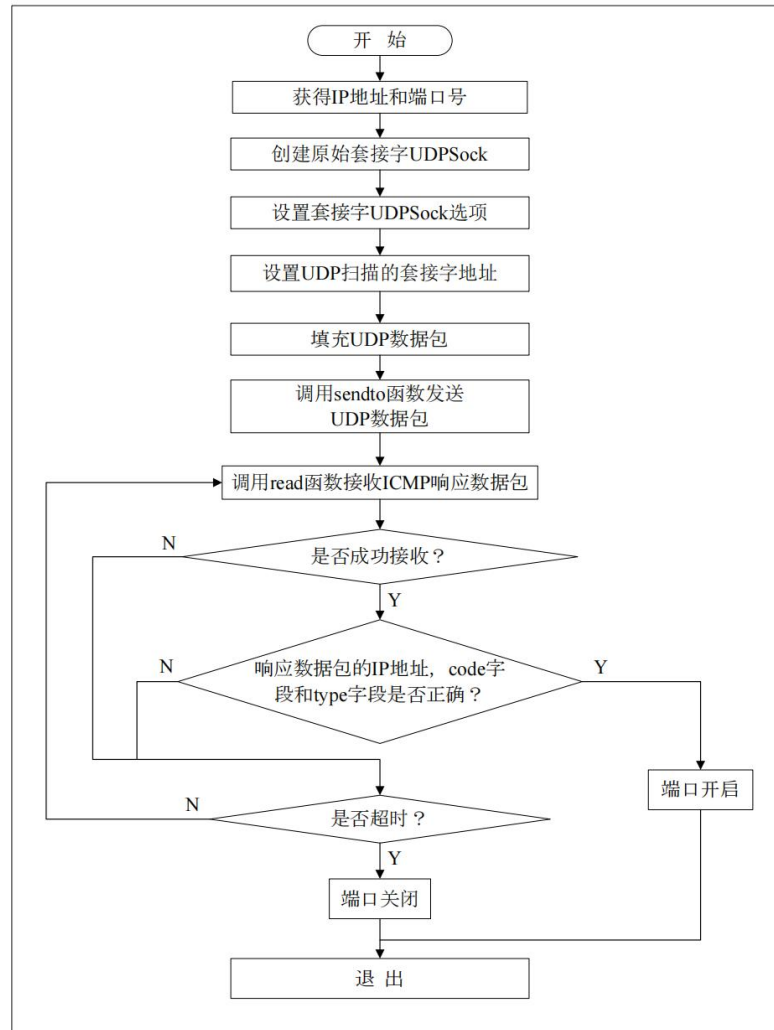 开 始
获得IP地址和端口号
创建原始套接字UDPSock
设置套接字UDPSock选项
设置UDP扫描的套接字地址
填充UDP数据包
调用sendto函数发送
UDP数据包
调用read函数接收ICMP响应数据包
N
是否成功接收？
Y
N
响应数据包的IP地址，code字
段和type字段是否正确？
Y
端口开启
N
是否超时？
Y
端口关闭
退 出